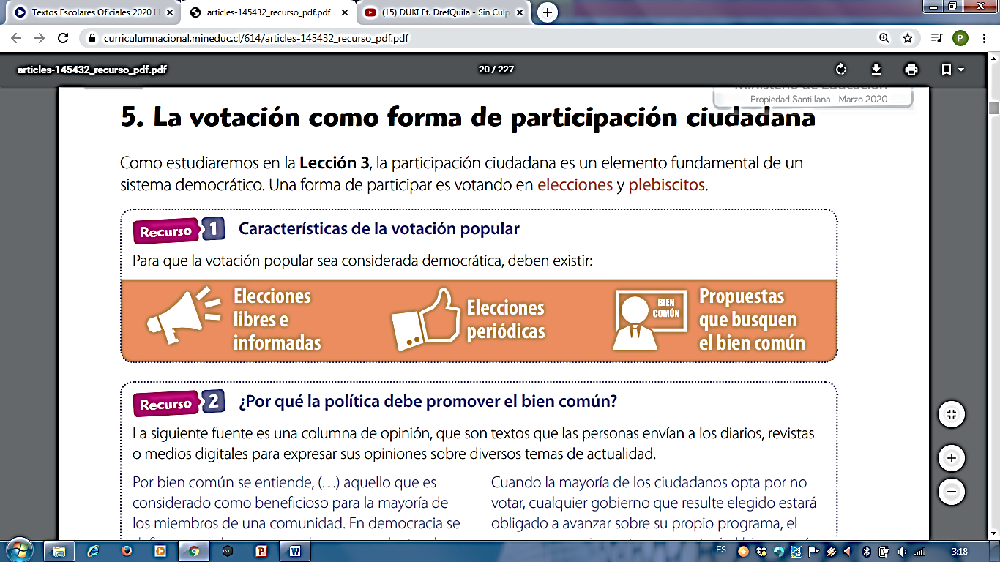 Textos Escolares Oficiales 2020 li
articles-145432_recurso_pdf.pdf
(15) DUKI Ft. DrefQuila - Sin Culp
curriculumnacional.mineduc.cl/614/articles-145432_recurso_pdf.pdf
P
articles-145432_recurso_pdf.pdf
20 / 227
Ministerio de Educación
Propiedad Santillana - Marzo 2020
5. La votación como forma de participación ciudadana
Como estudiaremos en la Lección 3, la participación ciudadana es un elemento fundamental de un
sistema democrático. Una forma de participar es votando en elecciones y plebiscitos.
Recurso 1 Características de la votación popular
Para que la votación popular sea considerada democrática, deben existir:
Elecciones
libres e
informadas
Elecciones
periódicas
BIEN
COMÚN
Propuestas
que busquen
el bien común
Recurso 2 ¿Por qué la política debe promover el bien común?
La siguiente fuente es una columna de opinión, que son textos que las personas envían a los diarios, revistas
o medios digitales para expresar sus opiniones sobre diversos temas de actualidad.
Por bien común se entiende, (…) aquello que es
considerado como beneficioso para la mayoría de
los miembros de una comunidad. En democracia se
Cuando la mayoría de los ciudadanos opta por no
votar, cualquier gobierno que resulte elegido estará
obligado a avanzar sobre su propio programa, el
ES
3:18